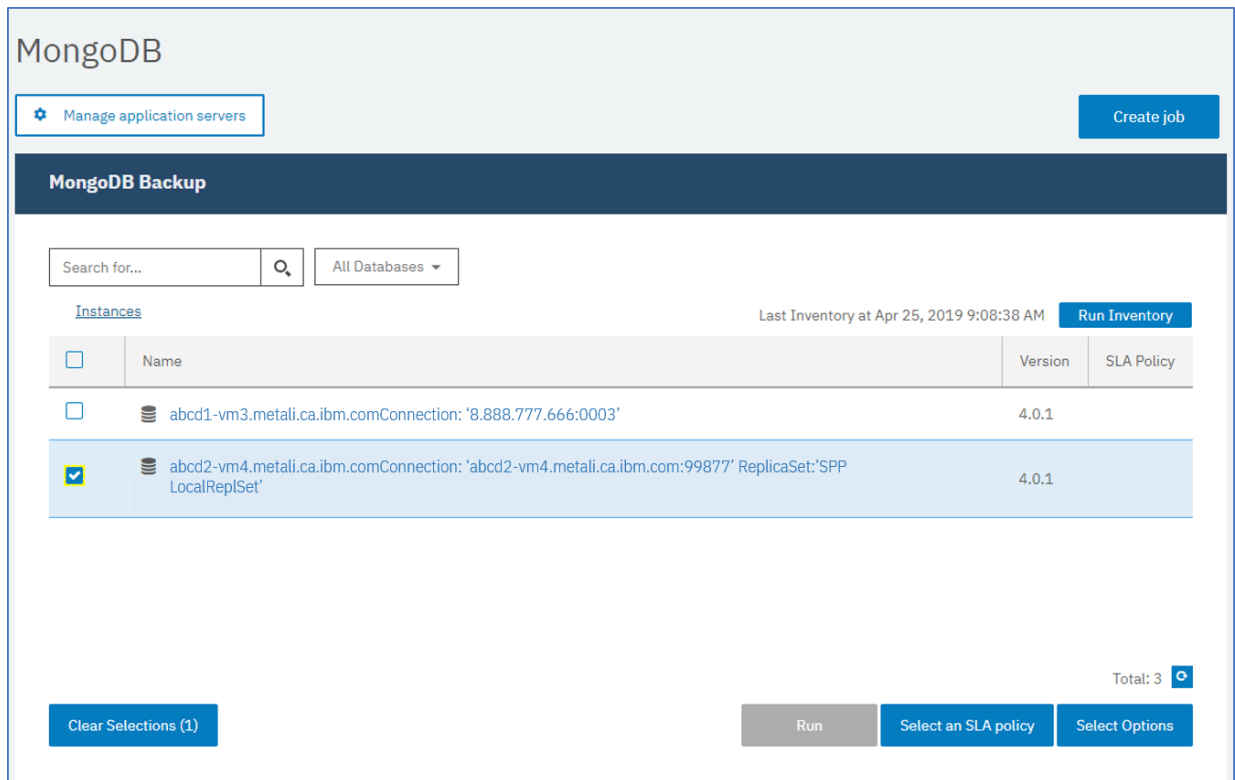 MongoDB
Manage application servers
Create job
MongoDB Backup
Search for...
All Databases
Instances
Last Inventory at Apr 25, 2019 9:08:38 AM
Run Inventory
Name
Version
SLA Policy
abcd1-vm3.metali.ca.ibm.comConnection: ‘8.888.777.666:0003’
4.0.1
abcd2-vm4.metali.ca.ibm.comConnection: ‘abcd2-vm4.metali.ca.ibm.com:99877’ ReplicaSet:’SPP
LocalReplSet’
4.0.1
Total: 3
Clear Selections (1)
Run
Select an SLA policy
Select Options